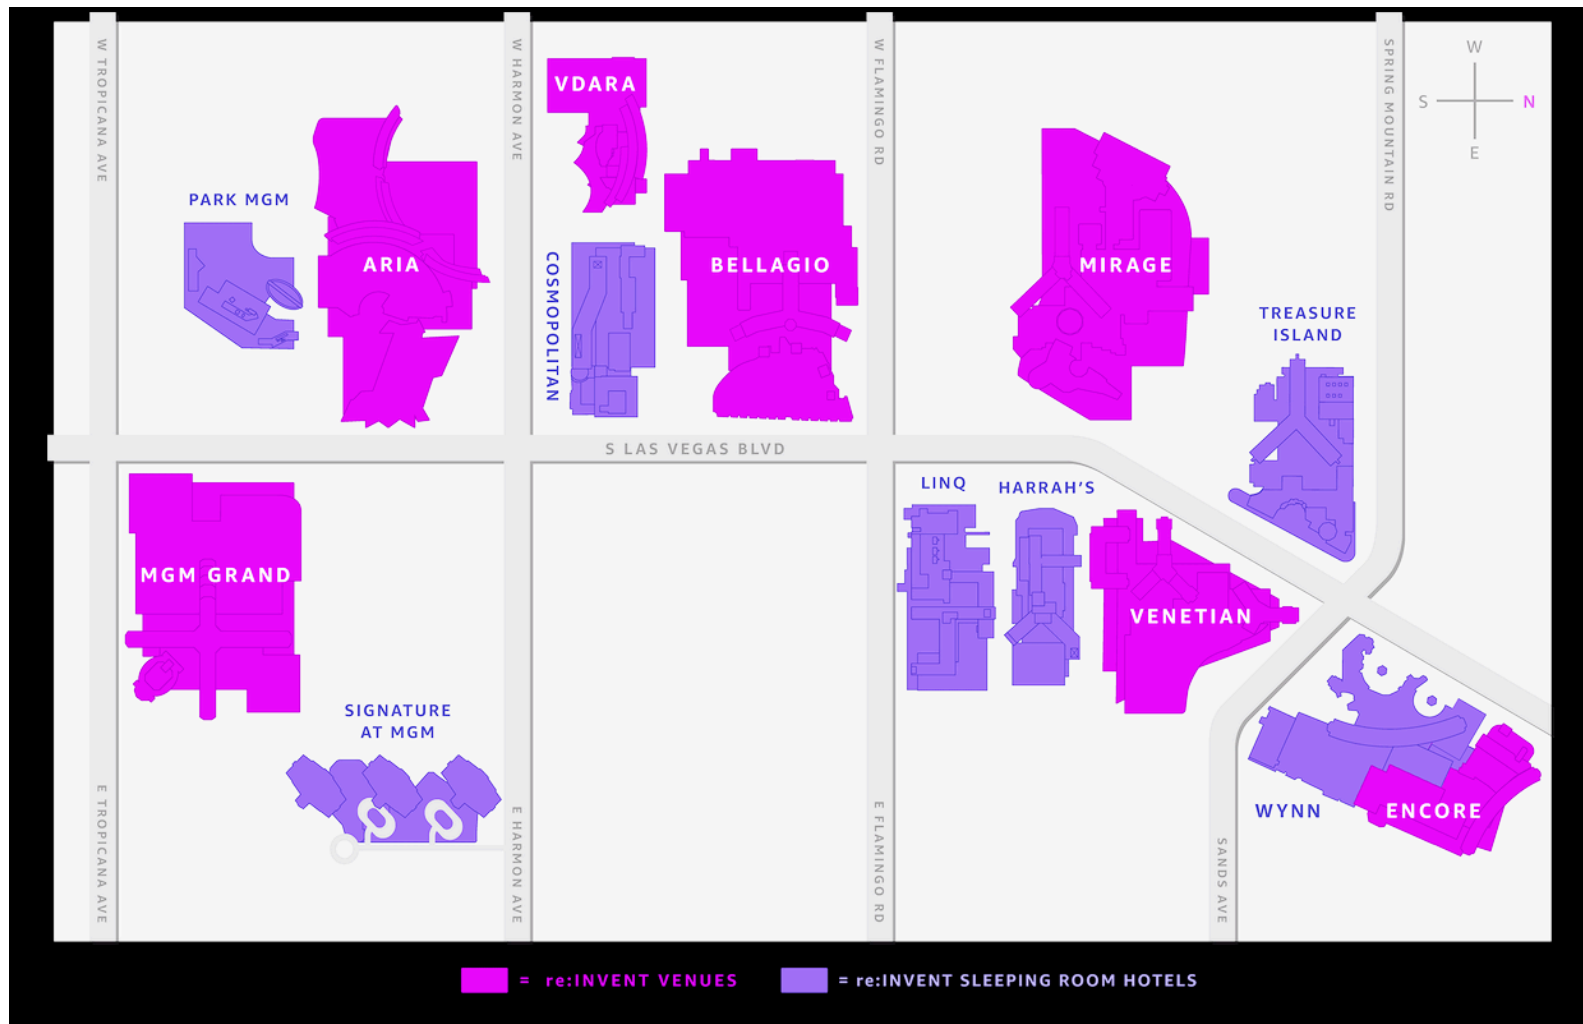 W TROPICANA AVE
W HARMON AVE
W FLAMINGO RD
SPRING MOUNTAIN RD
W
S
N
E
VDARA
PARK MGM
ARIA
COSMOPOLITAN
BELLAGIO
MIRAGE
TREASURE
ISLAND
S LAS VEGAS BLVD
LINQ
HARRAH'S
MGM GRAND
VENETIAN
SIGNATURE
AT MGM
WYNN
ENCORE
E TROPICANA AVE
E HARMON AVE
E FLAMINGO RD
SANDS AVE
= re:INVENT VENUES
= re:INVENT SLEEPING ROOM HOTELS